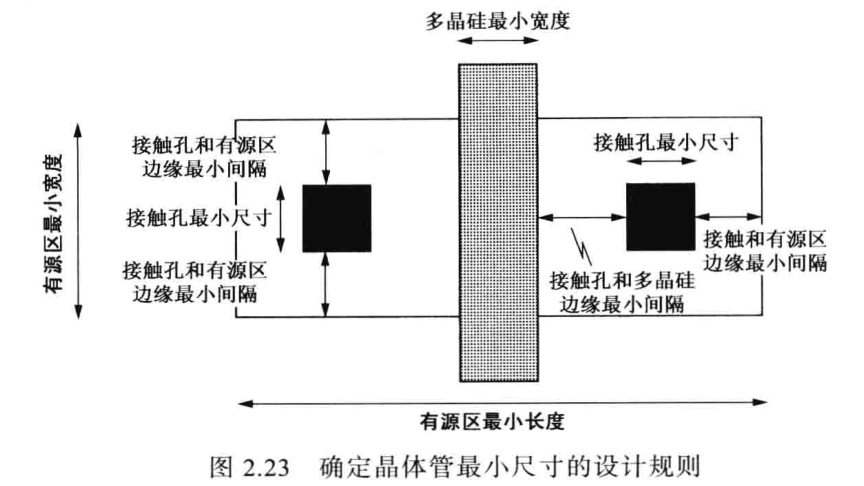 多晶硅最小宽度
接触孔和有源区
边缘最小间隔
接触孔最小尺寸
有源区最小宽度
接触孔最小尺寸
接触孔和有源区
边缘最小间隔
接触和有源区
边缘最小间隔
接触孔和多晶硅
边缘最小间隔
有源区最小长度
图 2.23 确定晶体管最小尺寸的设计规则